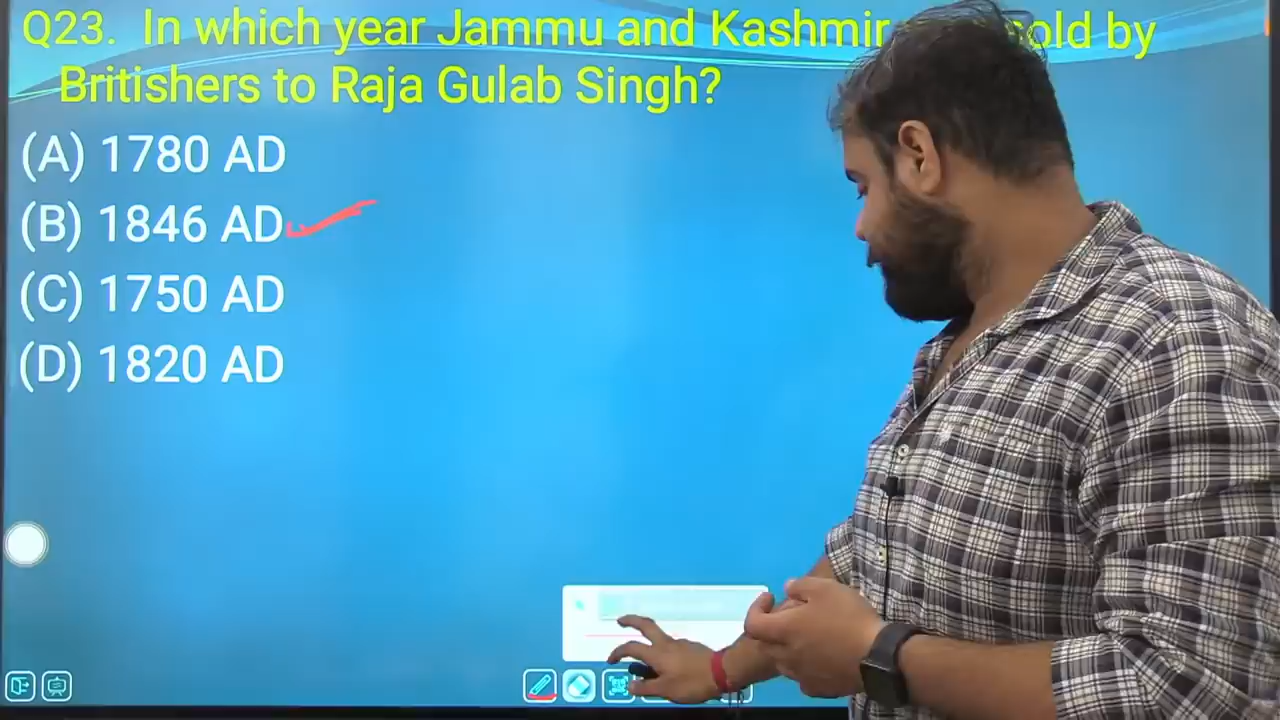 Q23. In which year Jammu and Kashmir sold by
Britishers to Raja Gulab Singh?
(A) 1780 AD
(B) 1846 AD
(C) 1750 AD
(D) 1820 AD